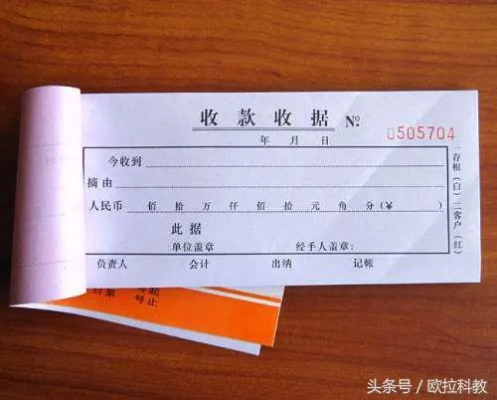 收款收据 №: 0505704
年 月 日
今收到
摘由
人民币 佰 拾 万 仟 佰 拾 元 角 分(¥ )
此据
单位盖章 经手人盖章:
负责人 会计 出纳 记帐
一存根(白)二客户(红)
起止
号
头条号/欧拉科教